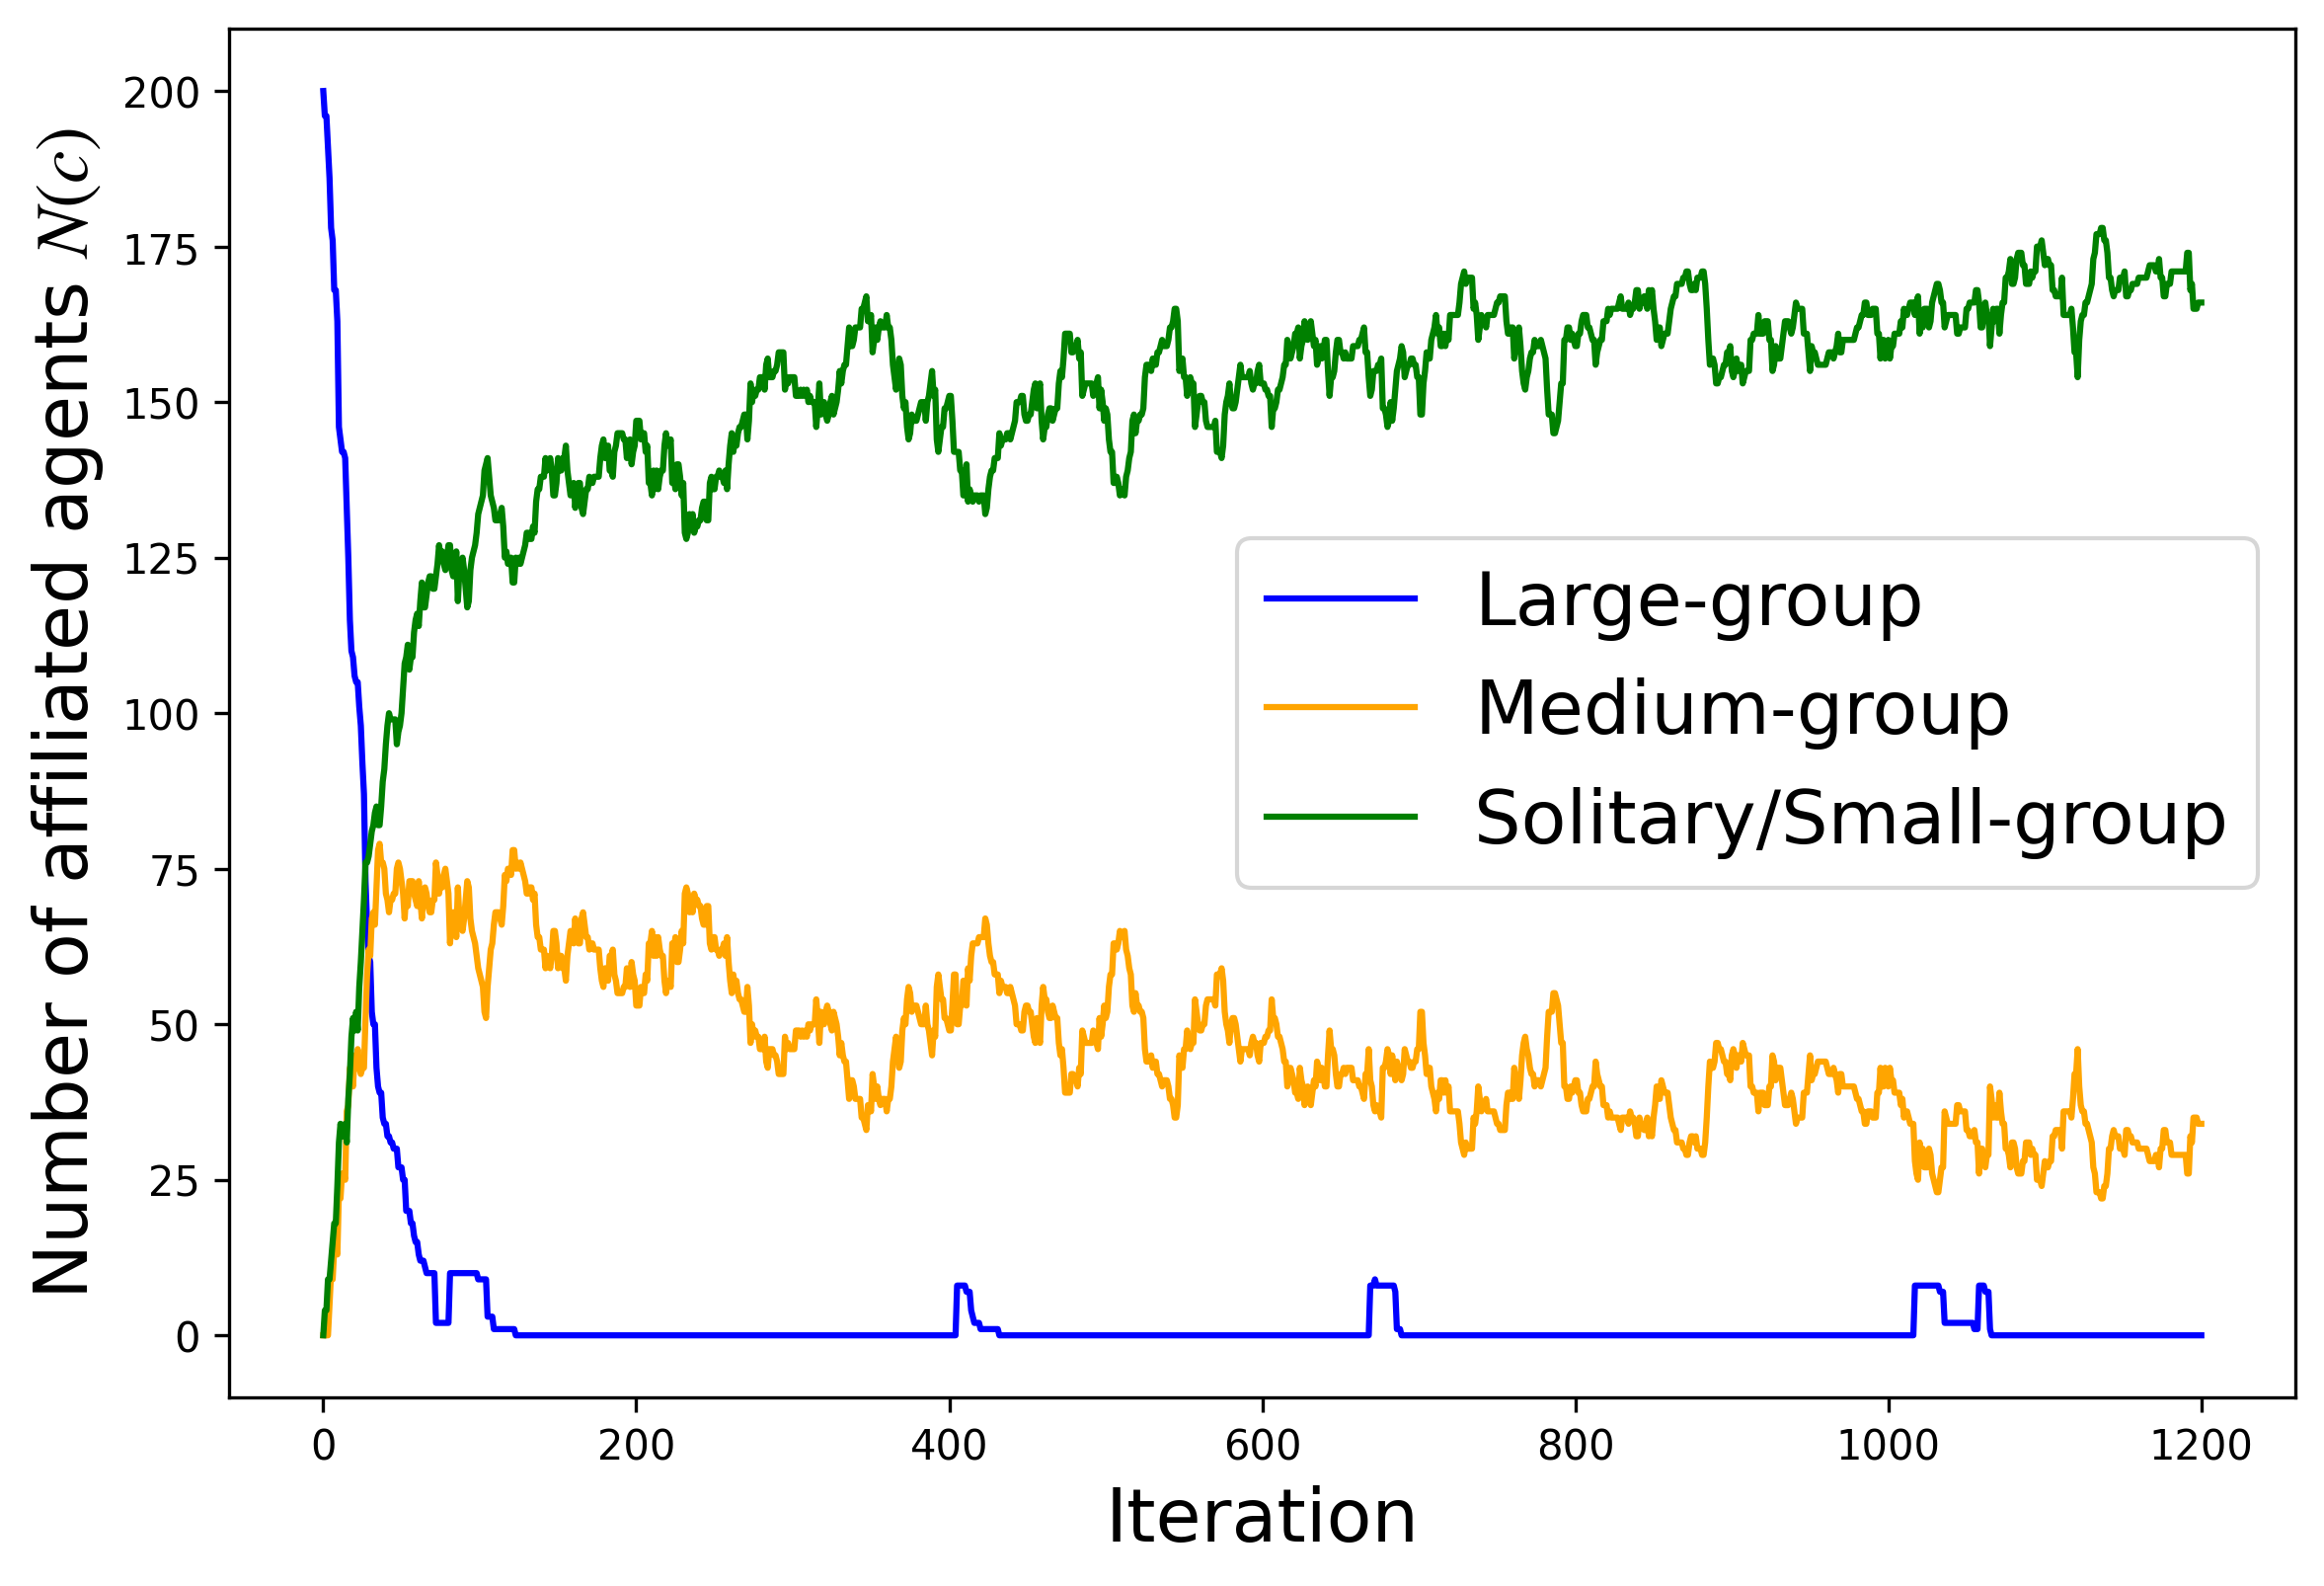 Number of affiliated agents N(c)
200
175
150
125
100
75
50
25
0
Large-group
Medium-group
Solitary/Small-group
0 200 400 600 800 1000 1200
Iteration